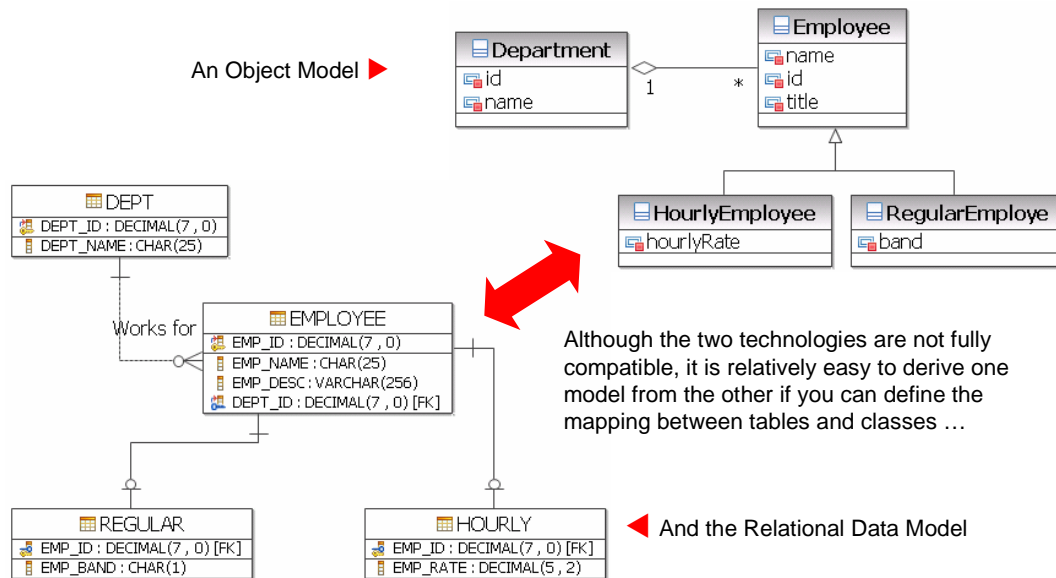 An Object Model
Department
id
name
1
*
Employee
name
id
title
HourlyEmployee
hourlyRate
RegularEmploye
band
DEPT
DEPT_ID : DECIMAL(7 , 0)
DEPT_NAME : CHAR(25)
Works for
EMPLOYEE
EMP_ID : DECIMAL(7 , 0)
EMP_NAME : CHAR(25)
EMP_DESC : VARCHAR(256)
DEPT_ID : DECIMAL(7 , 0) [FK]
Although the two technologies are not fully
compatible, it is relatively easy to derive one
model from the other if you can define the
mapping between tables and classes …
REGULAR
EMP_ID : DECIMAL(7 , 0) [FK]
EMP_BAND : CHAR(1)
HOURLY
EMP_ID : DECIMAL(7 , 0) [FK]
EMP_RATE : DECIMAL(5 , 2)
And the Relational Data Model